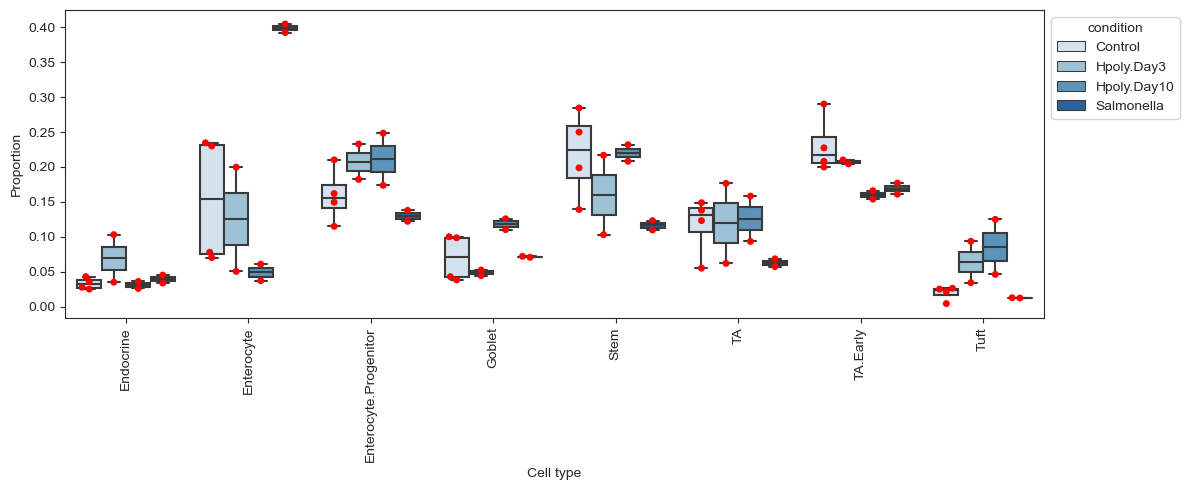 condition
Control
Hpoly.Day3
Hpoly.Day10
Salmonella
Proportion
0.40
0.35
0.30
0.25
0.20
0.15
0.10
0.05
0.00
Endocrine
Enterocyte
Enterocyte.Progenitor
Goblet
Stem
TA
TA.Early
Tuft
Cell type